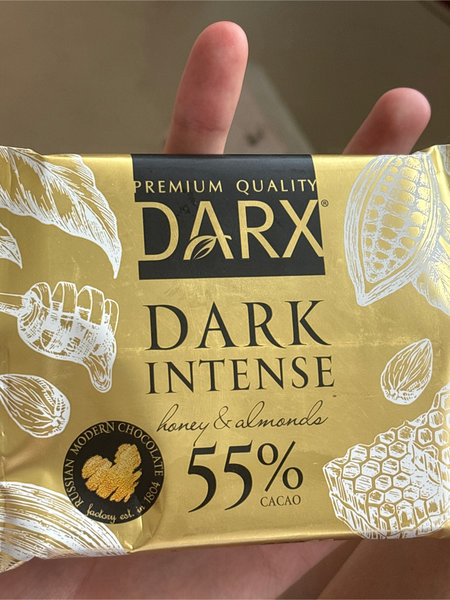 PREMIUM QUALITY
DARX®
DARK
INTENSE
honey & almonds
55%
CACAO
RUSSIAN MODERN CHOCOLATE
factory est. in 1804